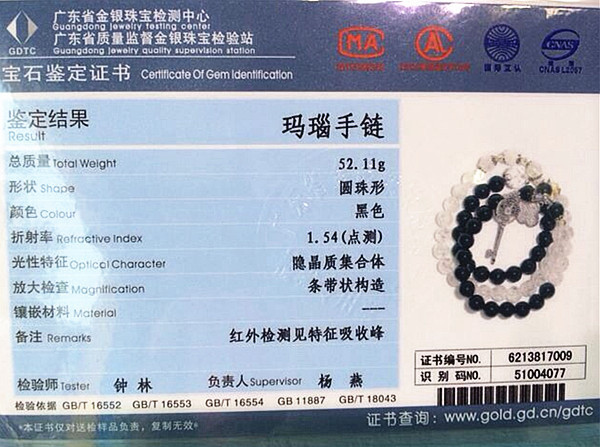 广东省金银珠宝检测中心
Guangdong jewelry testing center
广东省质量监督金银珠宝检验站
Guangdong jewelry quality supervision station
GDTC
MA
AL
CNAS
CNAS L2267
宝石鉴定证书 Certificate Of Gem Identification
鉴定结果 玛瑙手链
Result
总质量 Total Weight 52.11g
形状 Shape 圆珠形
颜色 Colour 黑色
折射率 Refractive Index 1.54(点测)
光性特征 Optical Character 隐晶质集合体
放大检查 Magnification 条带状构造
镶嵌材料 Material ---
备注 Remarks 红外检测见特征吸收峰
证书编号NO. 6213817009
识 别 码NO. 51004077
检验师 Tester 钟 林 负责人 Supervisor 杨 燕
检验依据 GB/T 16552 GB/T 16553 GB/T 16554 GB 11887 GB/T 18043
*本证书仅对送检样品负责，复制无效*
证书查询：www.gold.gd.cn/gdtc